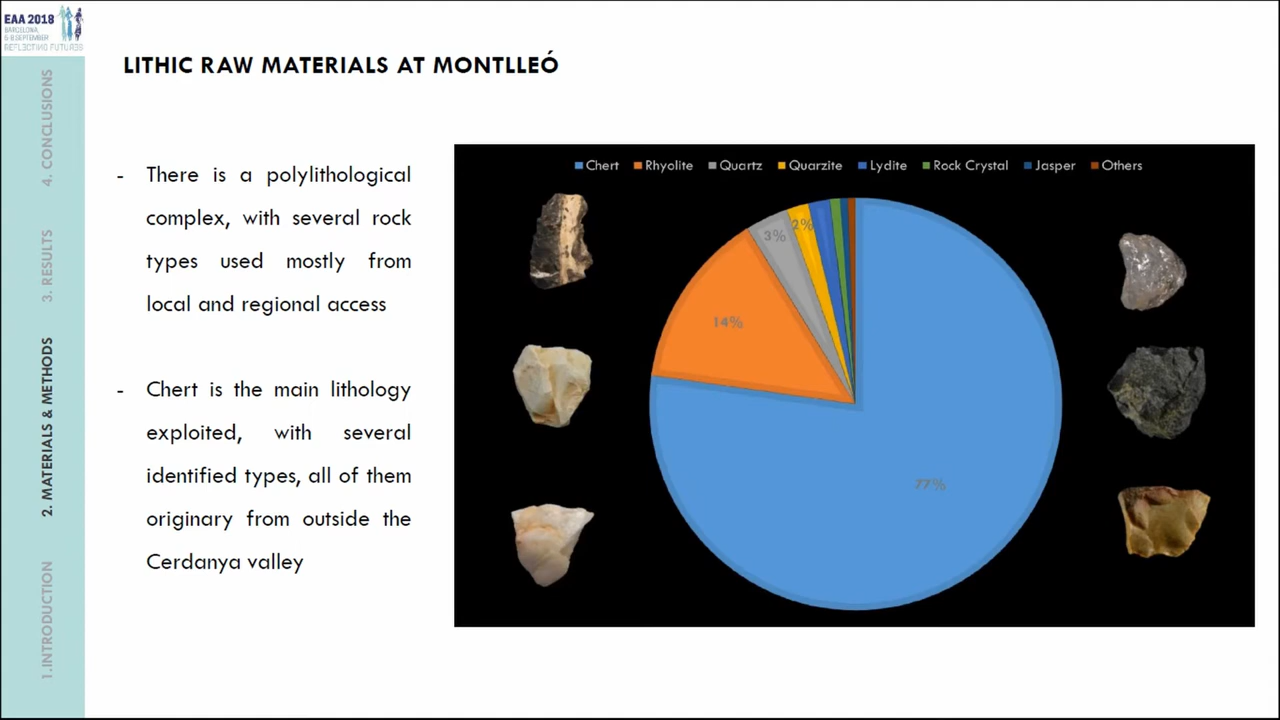 EAA 2018
BARCELONA
5-8 SEPTEMBER
REFLECTING FUTURES
4. CONCLUSIONS
3. RESULTS
2. MATERIALS & METHODS
1.INTRODUCTION
LITHIC RAW MATERIALS AT MONTLLEÓ
- There is a polylithological
complex, with several rock
types used mostly from
local and regional access
- Chert is the main lithology
exploited, with several
identified types, all of them
originary from outside the
Cerdanya valley
Chert Rhyolite Quartz Quarzite Lydite Rock Crystal Jasper Others
3% 2%
14%
77%